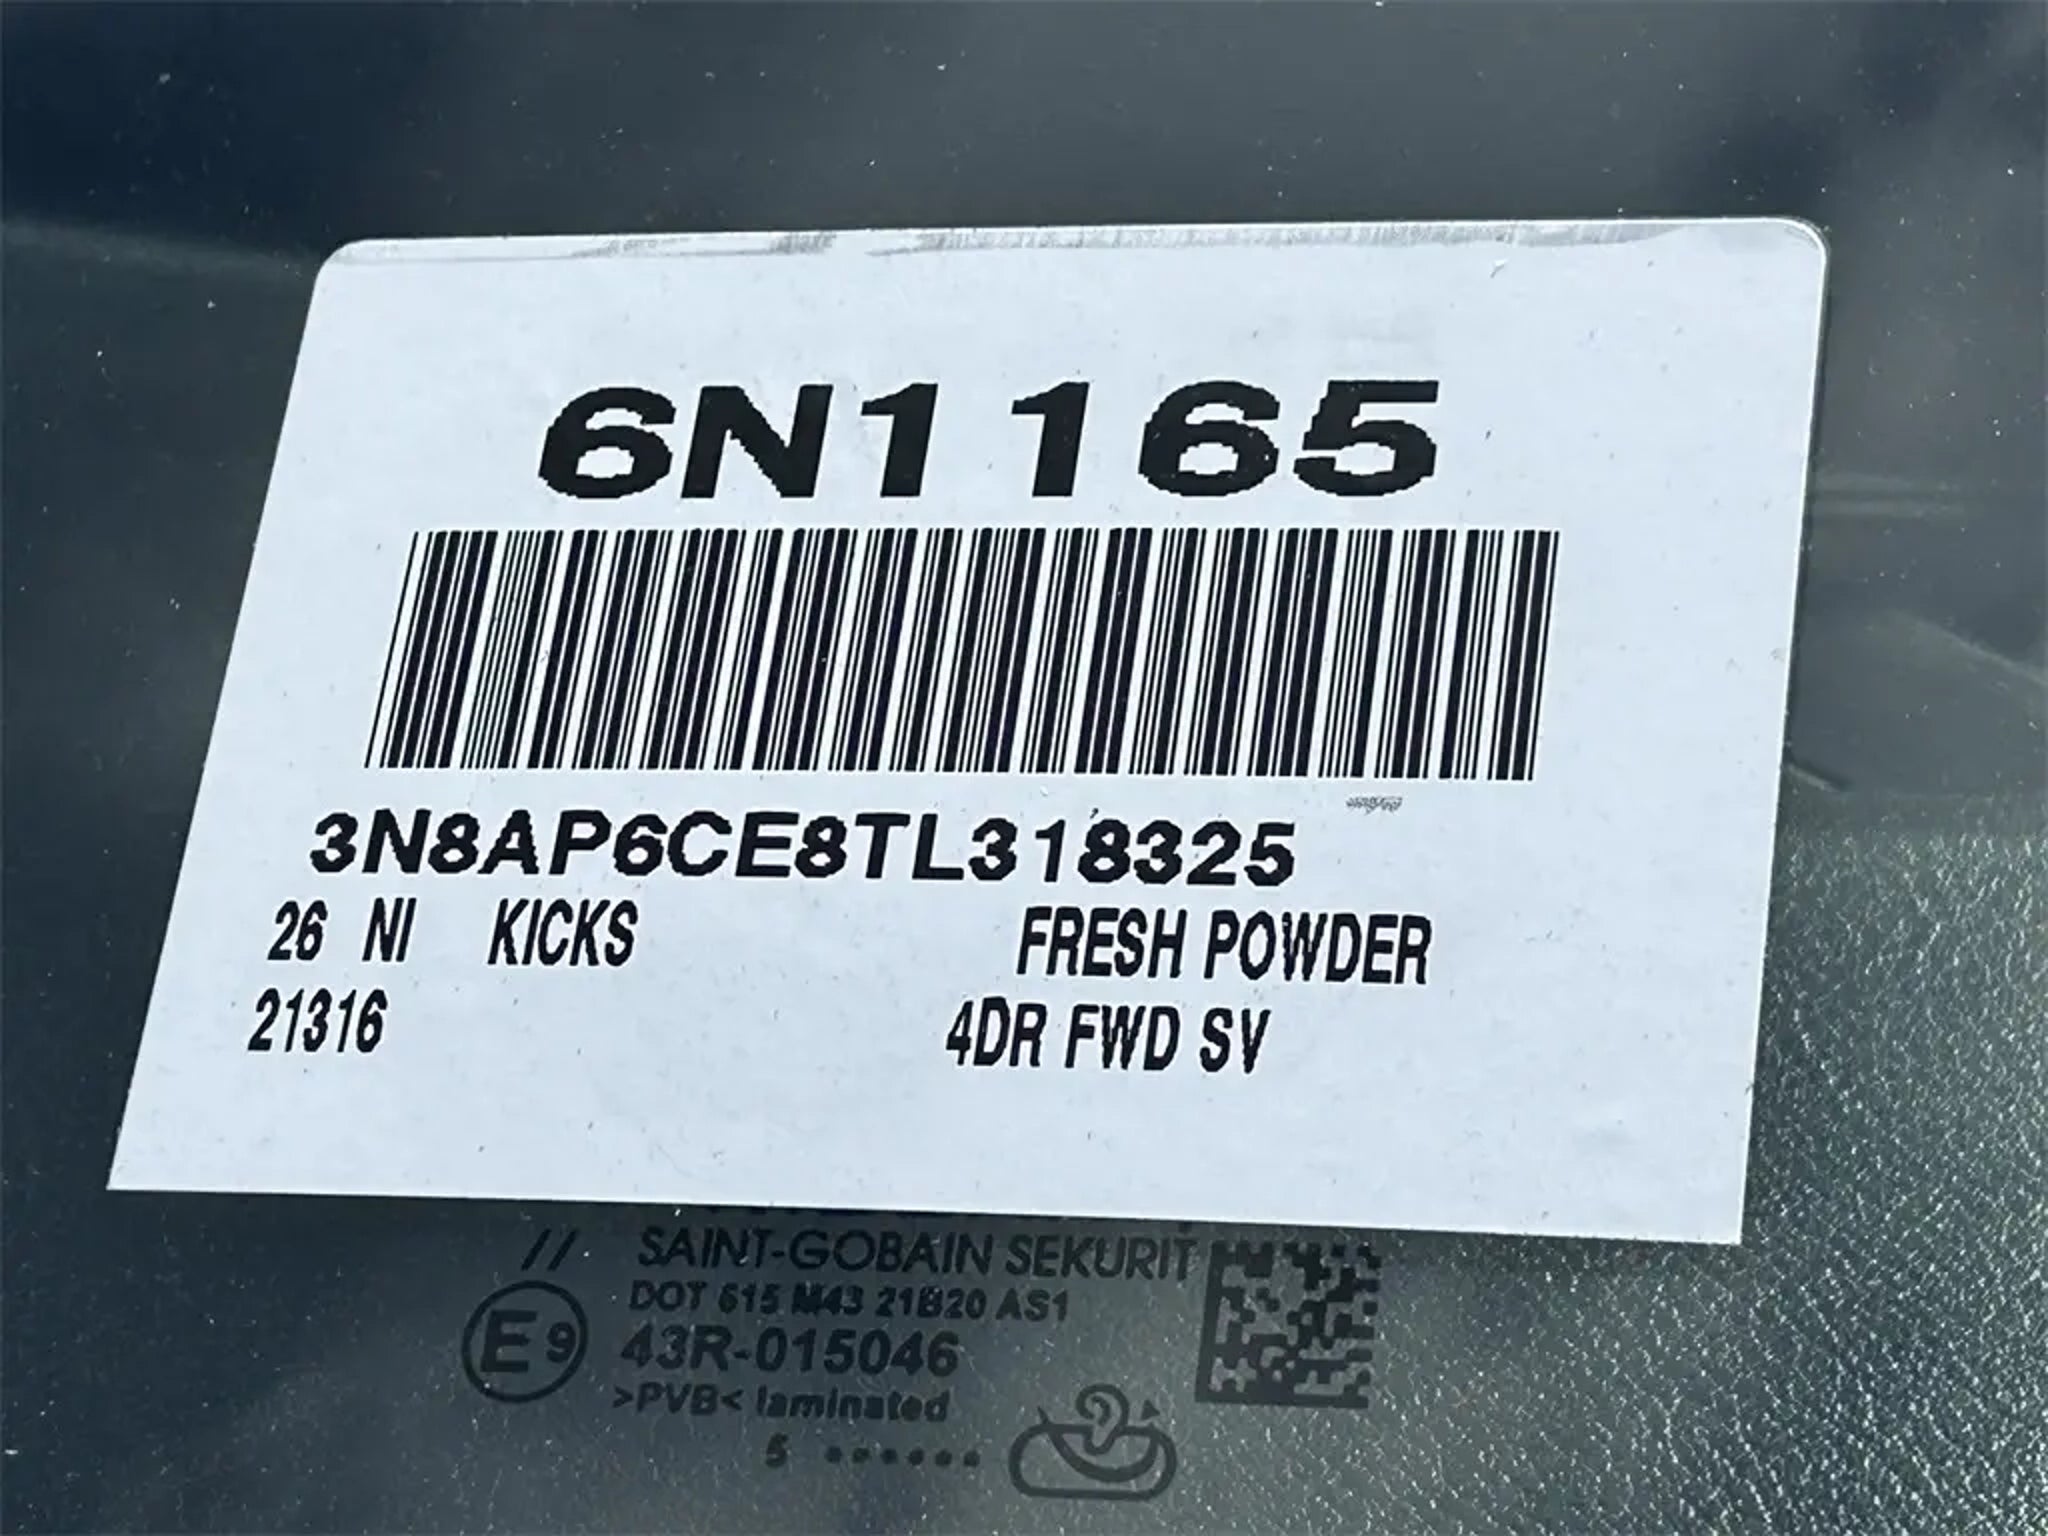 6N1165
3N8AP6CE8TL318325
26 NI KICKS FRESH POWDER
21316 4DR FWD SV
// SAINT-GOBAIN SEKURIT
DOT 615 M43 21B20 AS1
E9 43R-015046
>PVB< laminated
5 ••••••